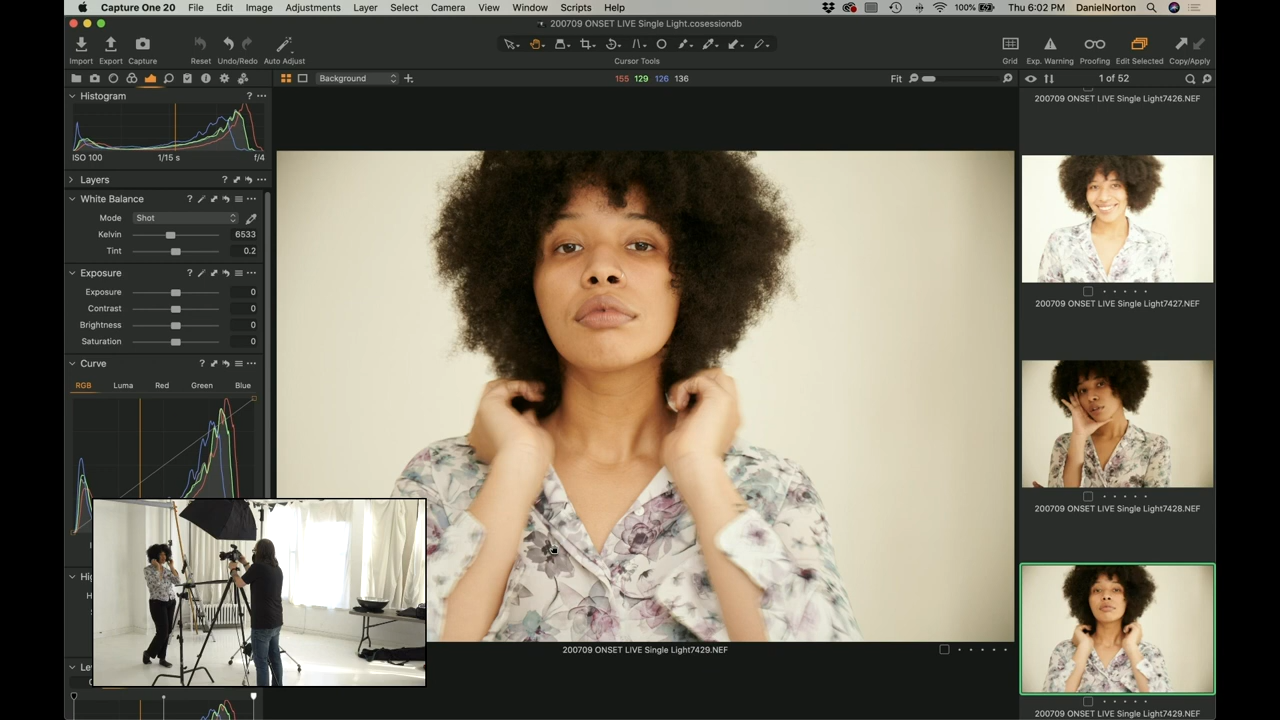 Capture One 20 File Edit Image Adjustments Layer Select Camera View Window Scripts Help 100% Thu 6:02 PM DanielNorton
200709 ONSET LIVE Single Light.cosessiondb
Import Export Capture Reset Undo/Redo Auto Adjust Cursor Tools Grid Exp. Warning Proofing Edit Selected Copy/Apply
Background 155 129 126 136 Fit 1 of 52
Histogram
ISO 100 1/15 s f/4
Layers
White Balance
Mode Shot
Kelvin 6533
Tint 0.2
Exposure
Exposure 0
Contrast 0
Brightness 0
Saturation 0
Curve
RGB Luma Red Green Blue
200709 ONSET LIVE Single Light7429.NEF
200709 ONSET LIVE Single Light7426.NEF
200709 ONSET LIVE Single Light7427.NEF
200709 ONSET LIVE Single Light7428.NEF
200709 ONSET LIVE Single Light7429.NEF